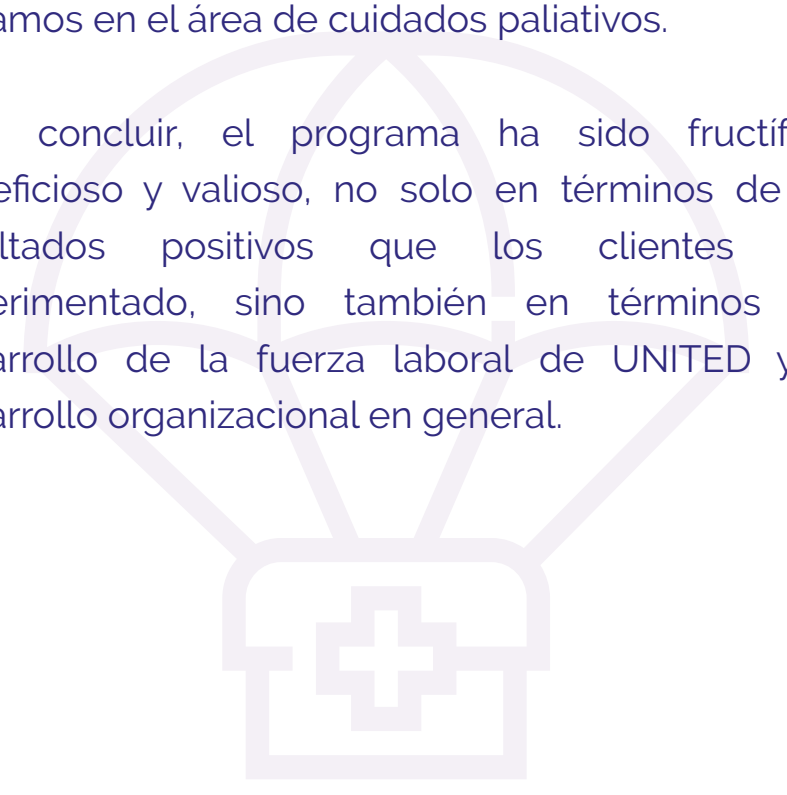 amos en el área de cuidados paliativos.
concluir, el programa ha sido fructíf
eficioso y valioso, no solo en términos de
ltados positivos que los clientes
erimentado, sino también en términos
arrollo de la fuerza laboral de UNITED y
arrollo organizacional en general.